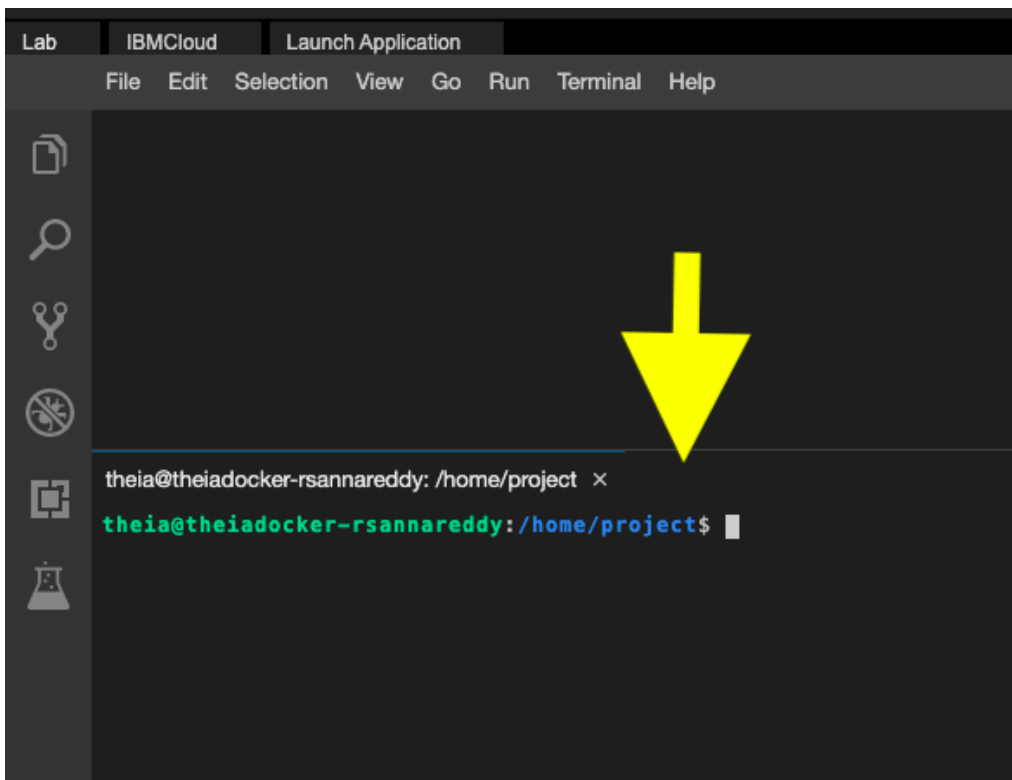 Lab IBMCloud Launch Application
File Edit Selection View Go Run Terminal Help
theia@theiadocker-rsannareddy: /home/project ×
theia@theiadocker-rsannareddy:/home/project$